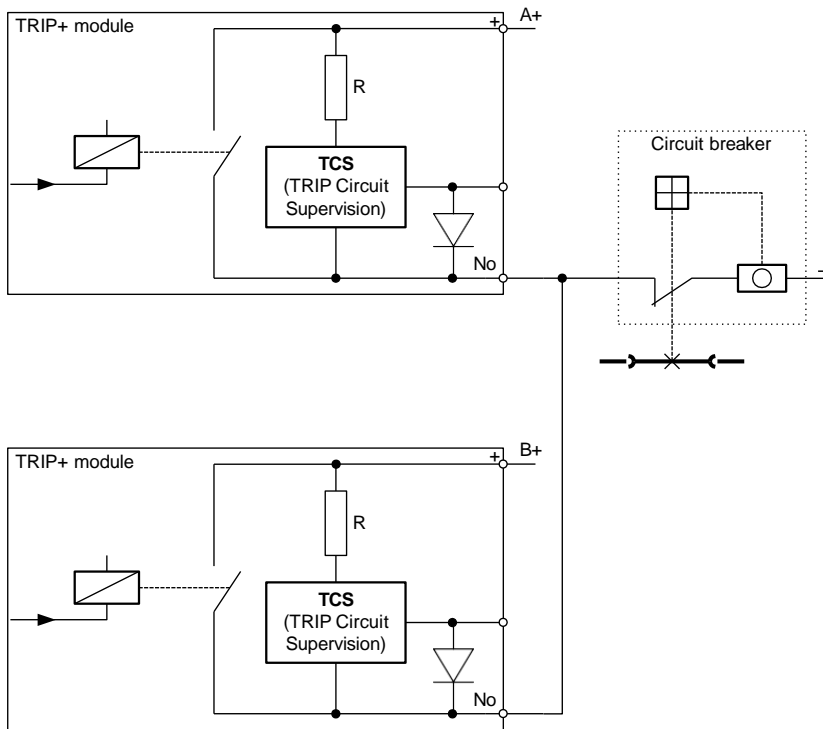 TRIP+ module
+
A+
R
TCS
(TRIP Circuit
Supervision)
No
Circuit breaker
-
TRIP+ module
+
B+
R
TCS
(TRIP Circuit
Supervision)
No